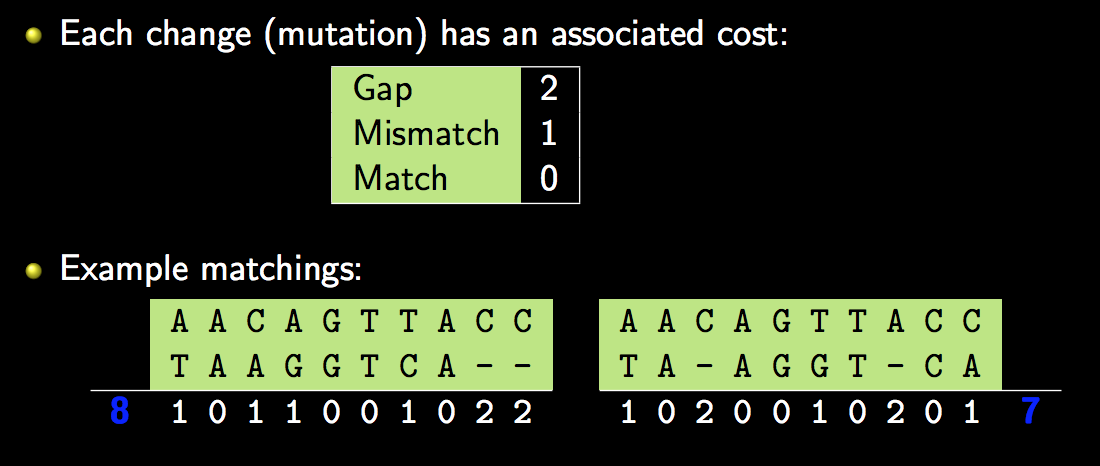 Each change (mutation) has an associated cost:
Gap 2
Mismatch 1
Match 0
Example matchings:
A A C A G T T A C C A A C A G T T A C C
T A A G G T C A - - T A - A G G T - C A
8 1 0 1 1 0 0 1 0 2 2 1 0 2 0 0 1 0 2 0 1 7